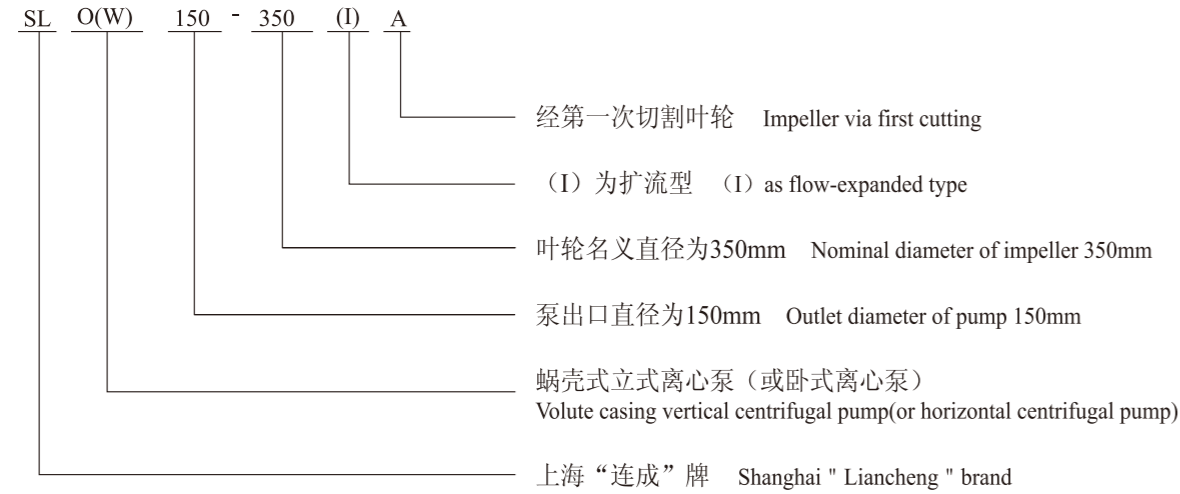 SL O(W) 150 - 350 (I) A
经第一次切割叶轮 Impeller via first cutting
（I）为扩流型 （I）as flow-expanded type
叶轮名义直径为350mm Nominal diameter of impeller 350mm
泵出口直径为150mm Outlet diameter of pump 150mm
蜗壳式立式离心泵（或卧式离心泵）
Volute casing vertical centrifugal pump(or horizontal centrifugal pump)
上海“连成”牌 Shanghai " Liancheng " brand